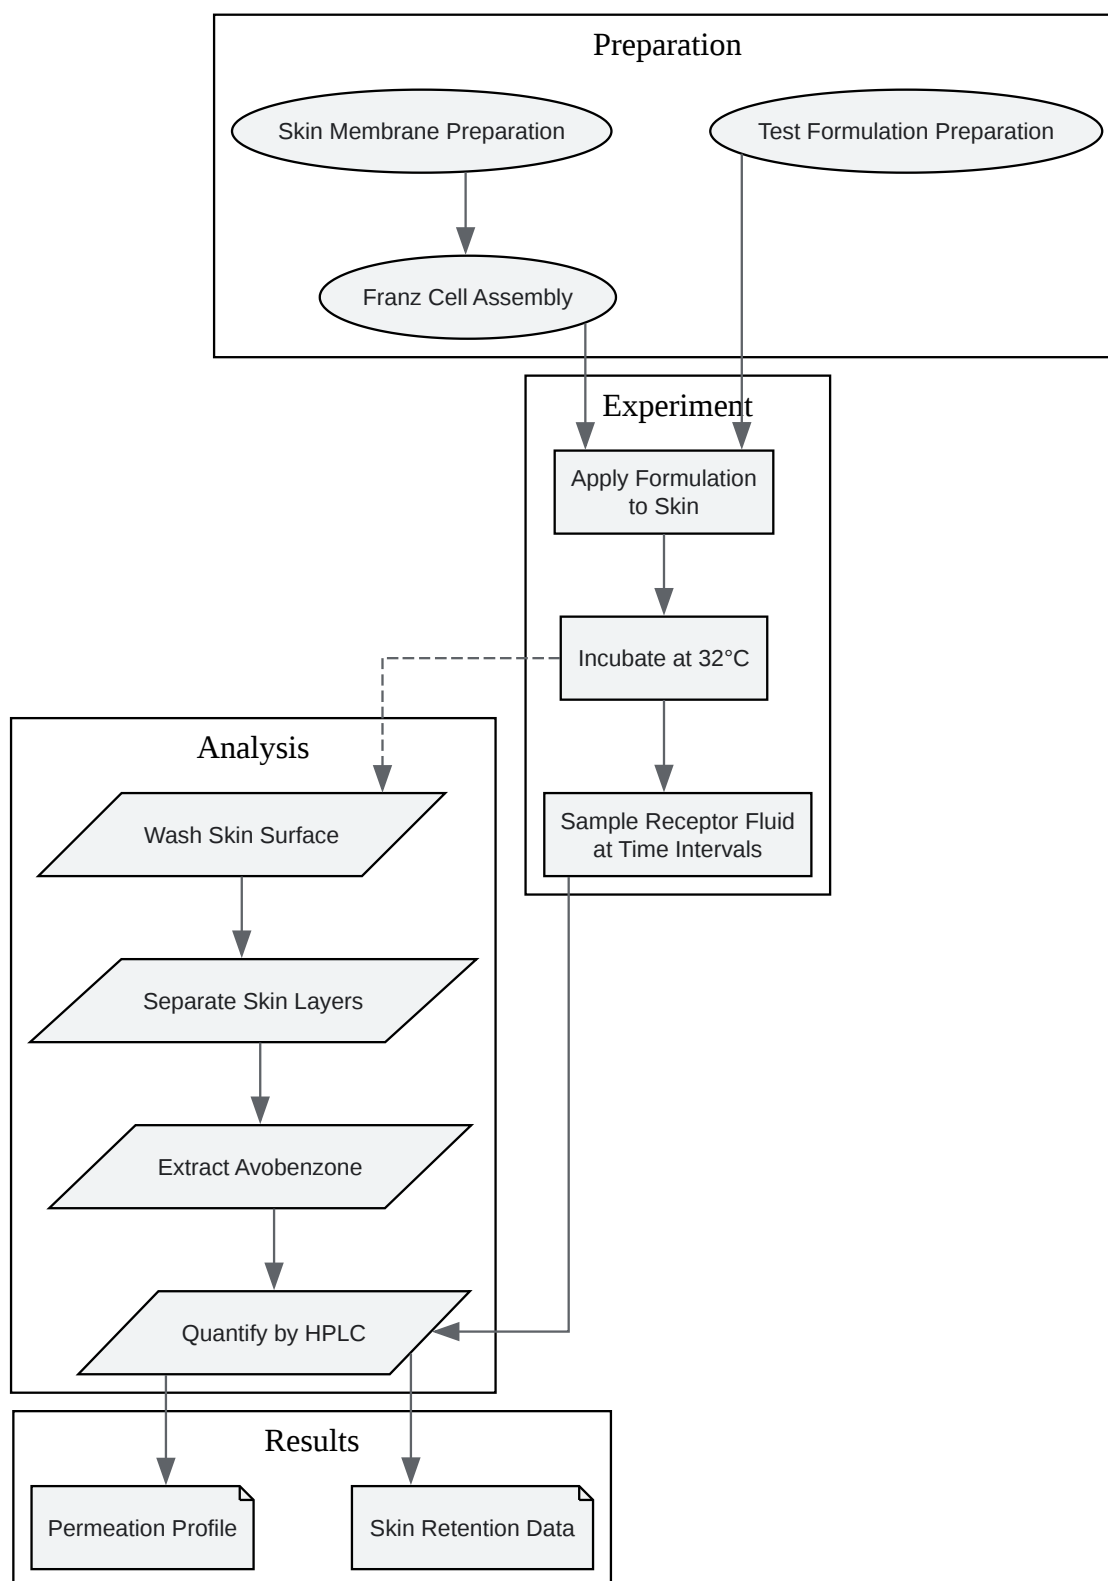 Preparation
Skin Membrane Preparation
Test Formulation Preparation
Franz Cell Assembly
Experiment
Apply Formulation
to Skin
Incubate at 32°C
Analysis
Wash Skin Surface
Sample Receptor Fluid
at Time Intervals
Separate Skin Layers
Extract Avobenzone
Quantify by HPLC
Results
Permeation Profile
Skin Retention Data